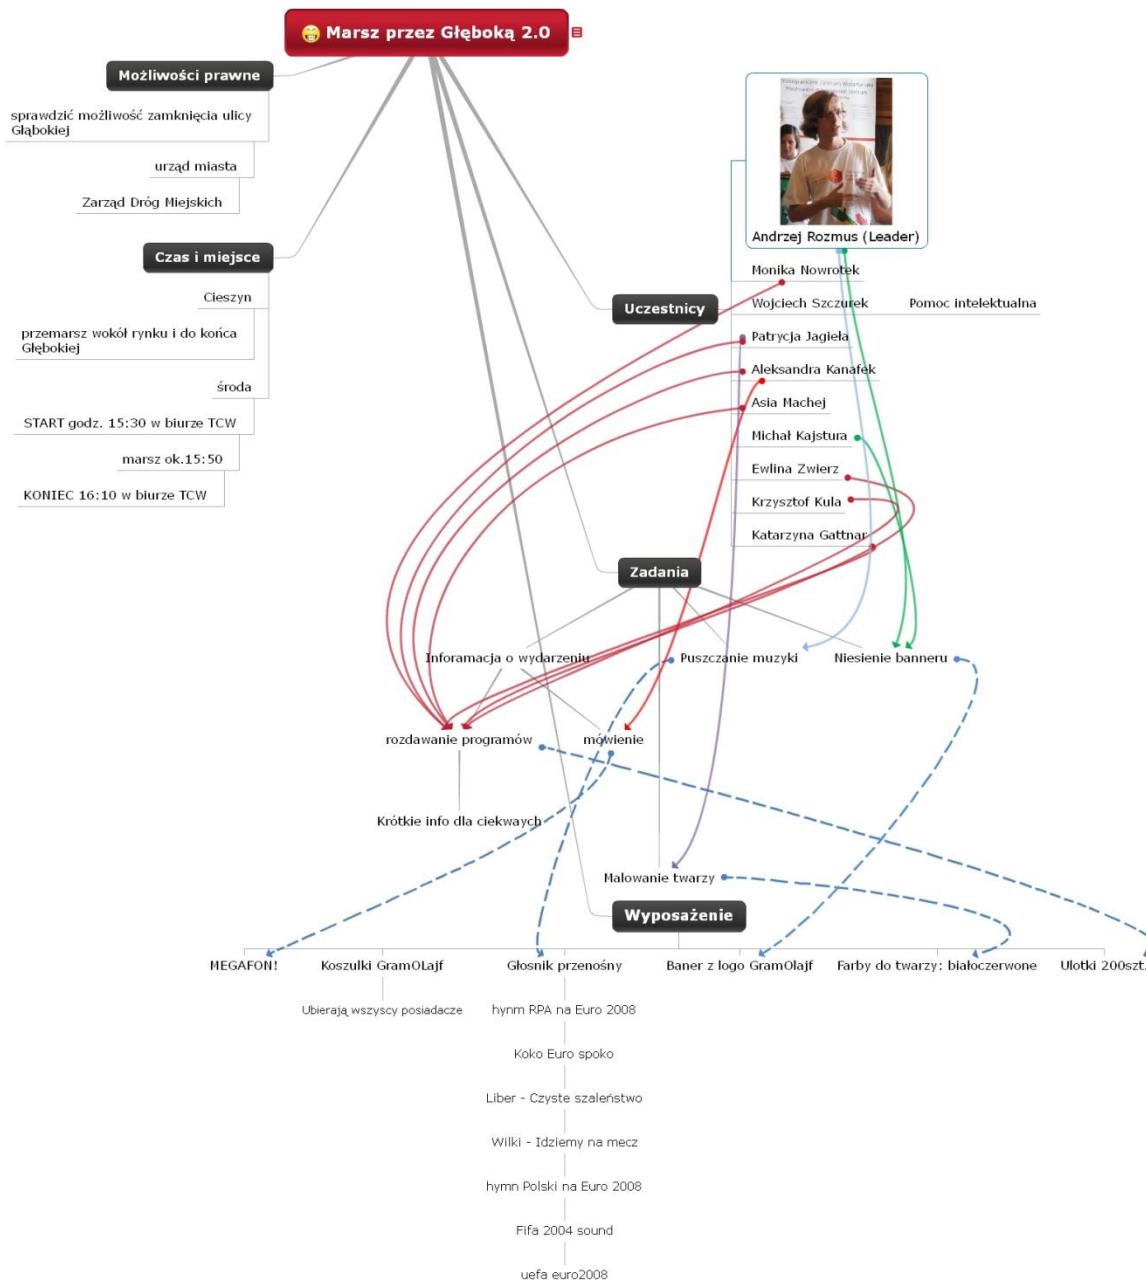 Marsz przez Głęboką 2.0
Możliwości prawne
sprawdzić możliwość zamknięcia ulicy
Głąbokiej
urząd miasta
Zarząd Dróg Miejskich
Czas i miejsce
Cieszyn
przemarsz wokół rynku i do końca
Głębokiej
środa
START godz. 15:30 w biurze TCW
marsz ok.15:50
KONIEC 16:10 w biurze TCW
Uczestnicy
Andrzej Rozmus (Leader)
Monika Nowrotek
Wojciech Szczurek
Pomoc intelektualna
Patrycja Jagieła
Aleksandra Kanafek
Asia Machej
Michał Kajstura
Ewlina Zwierz
Krzysztof Kula
Katarzyna Gattnar
Zadania
Inforamacja o wydarzeniu
Puszczanie muzyki
Niesienie banneru
rozdawanie programów
mówienie
Krótkie info dla ciekwaych
Malowanie twarzy
Wyposażenie
MEGAFON!
Koszulki GramOLajf
Głosnik przenośny
Baner z logo GramOlajf
Farby do twarzy: białoczerwone
Ulotki 200szt.
Ubierają wszyscy posiadacze
hynm RPA na Euro 2008
Koko Euro spoko
Liber - Czyste szaleństwo
Wilki - Idziemy na mecz
hymn Polski na Euro 2008
Fifa 2004 sound
uefa euro2008